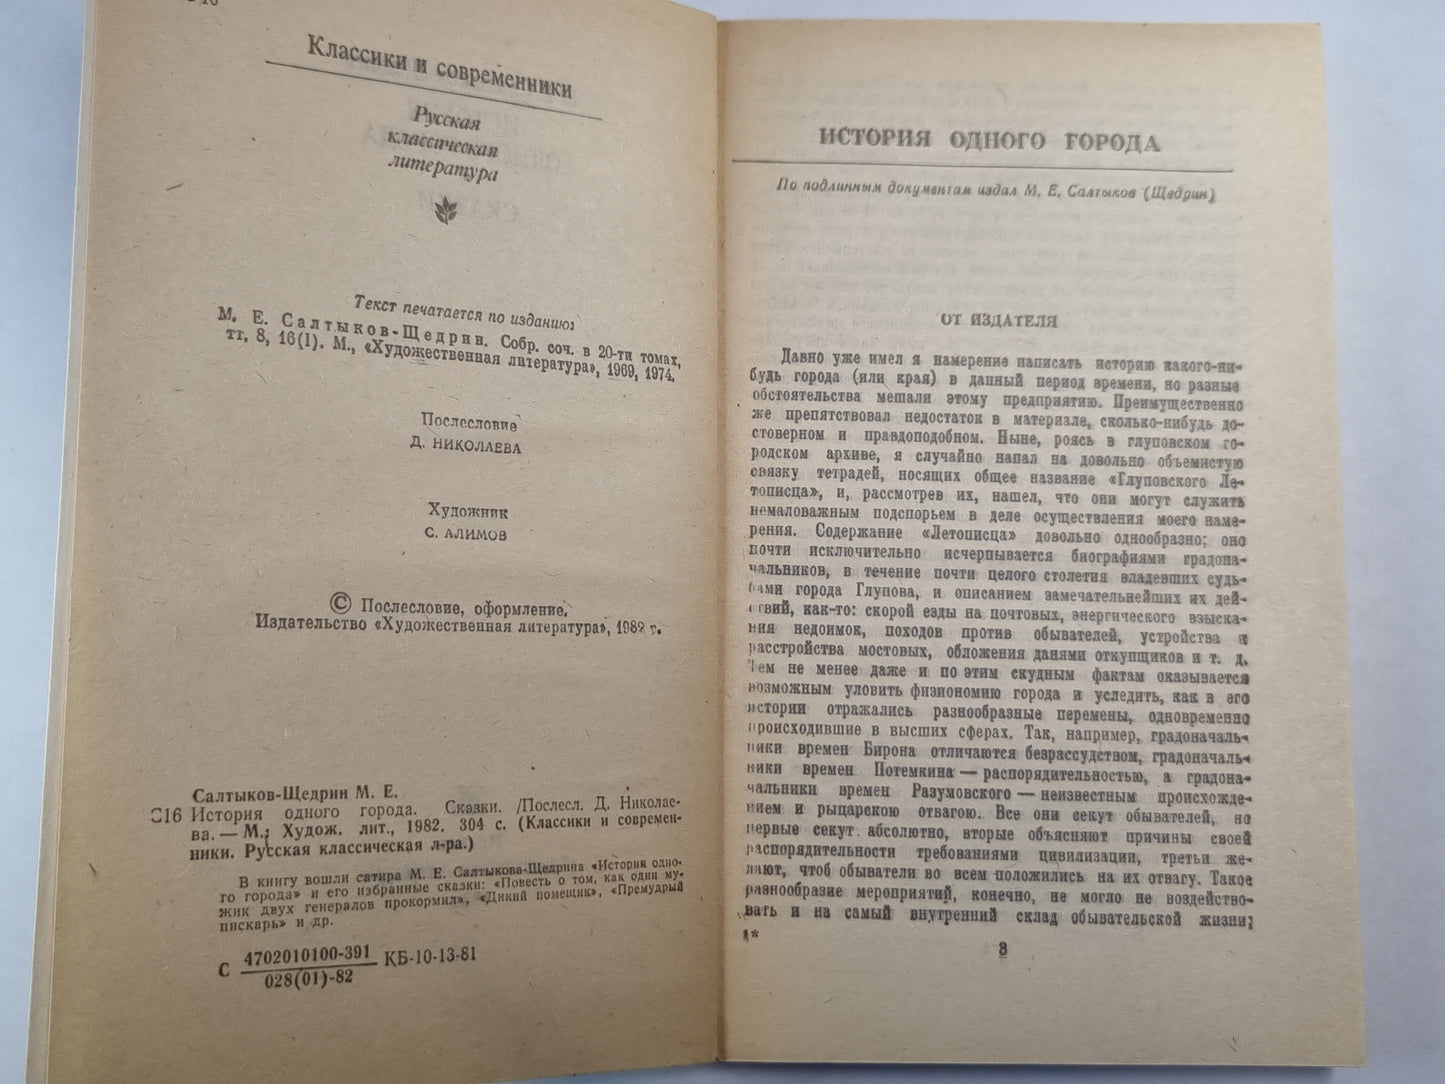 Классики и современники
Русская
классическая
литература
Текст печатается по изданию:
М. Е. Салтыков-Щедрин. Собр. соч. в 20-ти томах,
тт. 8, 16(I). М., «Художественная литература», 1969, 1974.
Послесловие
Д. НИКОЛАЕВА
Художник
С. АЛИМОВ
© Послесловие, оформление.
Издательство «Художественная литература», 1982 г.
Салтыков-Щедрин М. Е.
С16 История одного города. Сказки. /Послесл. Д. Николае-
ва. — М.: Худож. лит., 1982. 304 с. (Классики и современ-
ники. Русская классическая л-ра.)
В книгу вошли сатира М. Е. Салтыкова-Щедрина «История одно-
го города» и его избранные сказки: «Повесть о том, как один му-
жик двух генералов прокормил», «Дикий помещик», «Премудрый
пискарь» и др.
С 4702010100-391 КБ-10-13-81
028(01)-82
ИСТОРИЯ ОДНОГО ГОРОДА
По подлинным документам издал М. Е. Салтыков (Щедрин)
ОТ ИЗДАТЕЛЯ
Давно уже имел я намерение написать историю какого-ни-
будь города (или края) в данный период времени, но разные
обстоятельства мешали этому предприятию. Преимущественно
же препятствовал недостаток в материале, сколько-нибудь до-
стоверном и правдоподобном. Ныне, роясь в глуповском го-
родском архиве, я случайно напал на довольно объемистую
связку тетрадей, носящих общее название «Глуповского Ле-
тописца», и, рассмотрев их, нашел, что они могут служить
немаловажным подспорьем в деле осуществления моего наме-
рения. Содержание «Летописца» довольно однообразно; оно
почти исключительно исчерпывается биографиями градона-
чальников, в течение почти целого столетия владевших судь-
бами города Глупова, и описанием замечательнейших их дей-
ствий, как-то: скорой езды на почтовых, энергического взыска-
ния недоимок, походов против обывателей, устройства и
расстройства мостовых, обложения данями откупщиков и т. д.
Тем не менее даже и по этим скудным фактам оказывается
возможным уловить физиономию города и уследить, как в его
истории отражались разнообразные перемены, одновременно
происходившие в высших сферах. Так, например, градоначаль-
ники времен Бирона отличаются безрассудством, градоначаль-
ники времен Потемкина — распорядительностью, а градона-
чальники времен Разумовского — неизвестным происхожде-
нием и рыцарскою отвагою. Все они секут обывателей, но
первые секут абсолютно, вторые объясняют причины своей
распорядительности требованиями цивилизации, третьи же-
лают, чтоб обыватели во всем положились на их отвагу. Такое
разнообразие мероприятий, конечно, не могло не воздейство-
вать и на самый внутренний склад обывательской жизни;
1*
3